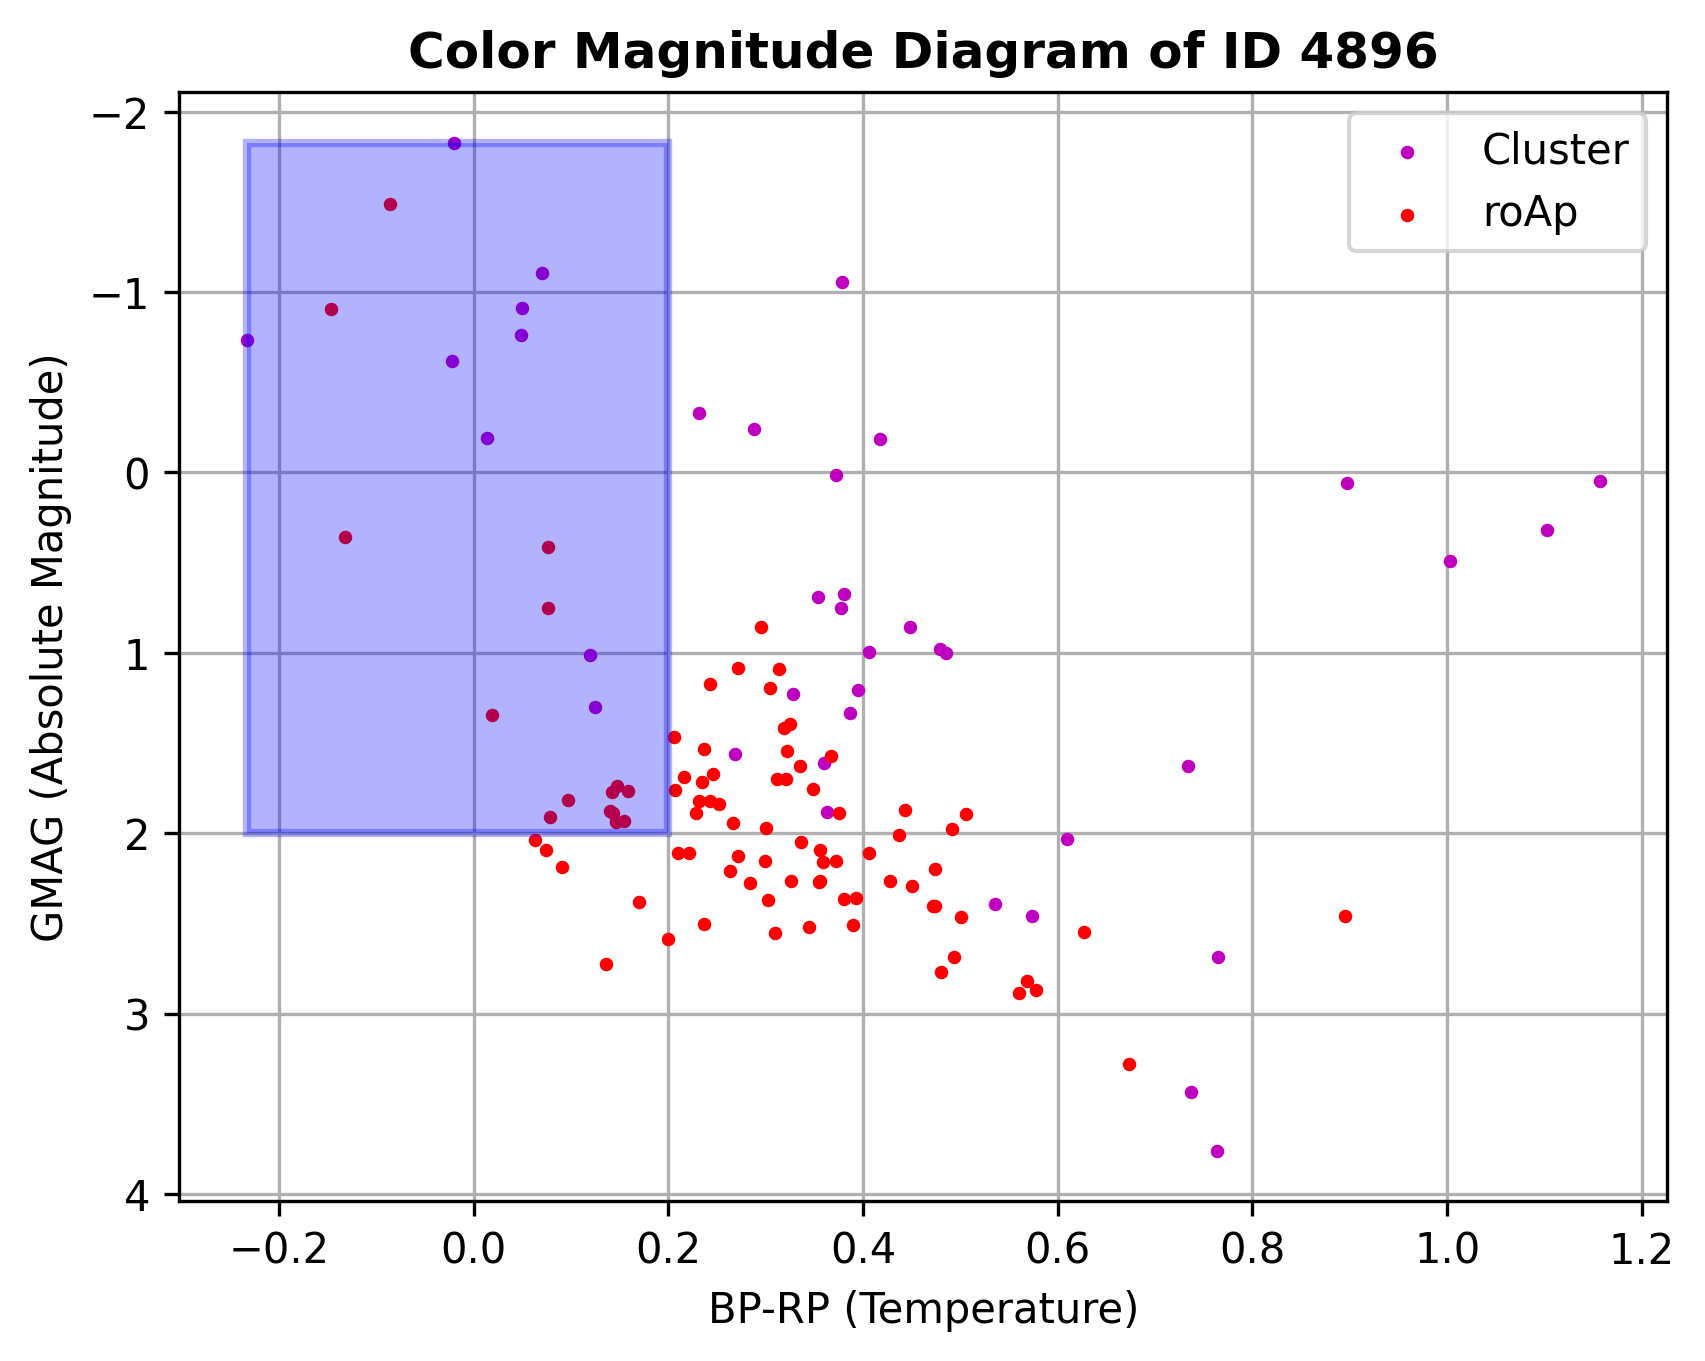 Color Magnitude Diagram of ID 4896
−2
−1
0
1
2
3
4
GMAG (Absolute Magnitude)
Cluster
roAp
−0.2 0.0 0.2 0.4 0.6 0.8 1.0 1.2
BP-RP (Temperature)